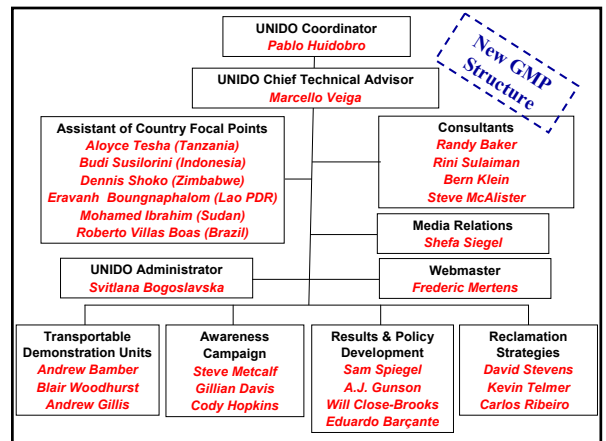 UNIDO Coordinator
Pablo Huidobro
New GMP
Structure
UNIDO Chief Technical Advisor
Marcello Veiga
Assistant of Country Focal Points
Aloyce Tesha (Tanzania)
Budi Susilorini (Indonesia)
Dennis Shoko (Zimbabwe)
Eravanh Boungnaphalom (Lao PDR)
Mohamed Ibrahim (Sudan)
Roberto Villas Boas (Brazil)
Consultants
Randy Baker
Rini Sulaiman
Bern Klein
Steve McAlister
Media Relations
Shefa Siegel
UNIDO Administrator
Svitlana Bogoslavska
Webmaster
Frederic Mertens
Transportable
Demonstration Units
Andrew Bamber
Blair Woodhurst
Andrew Gillis
Awareness
Campaign
Steve Metcalf
Gillian Davis
Cody Hopkins
Results & Policy
Development
Sam Spiegel
A.J. Gunson
Will Close-Brooks
Eduardo Barçante
Reclamation
Strategies
David Stevens
Kevin Telmer
Carlos Ribeiro